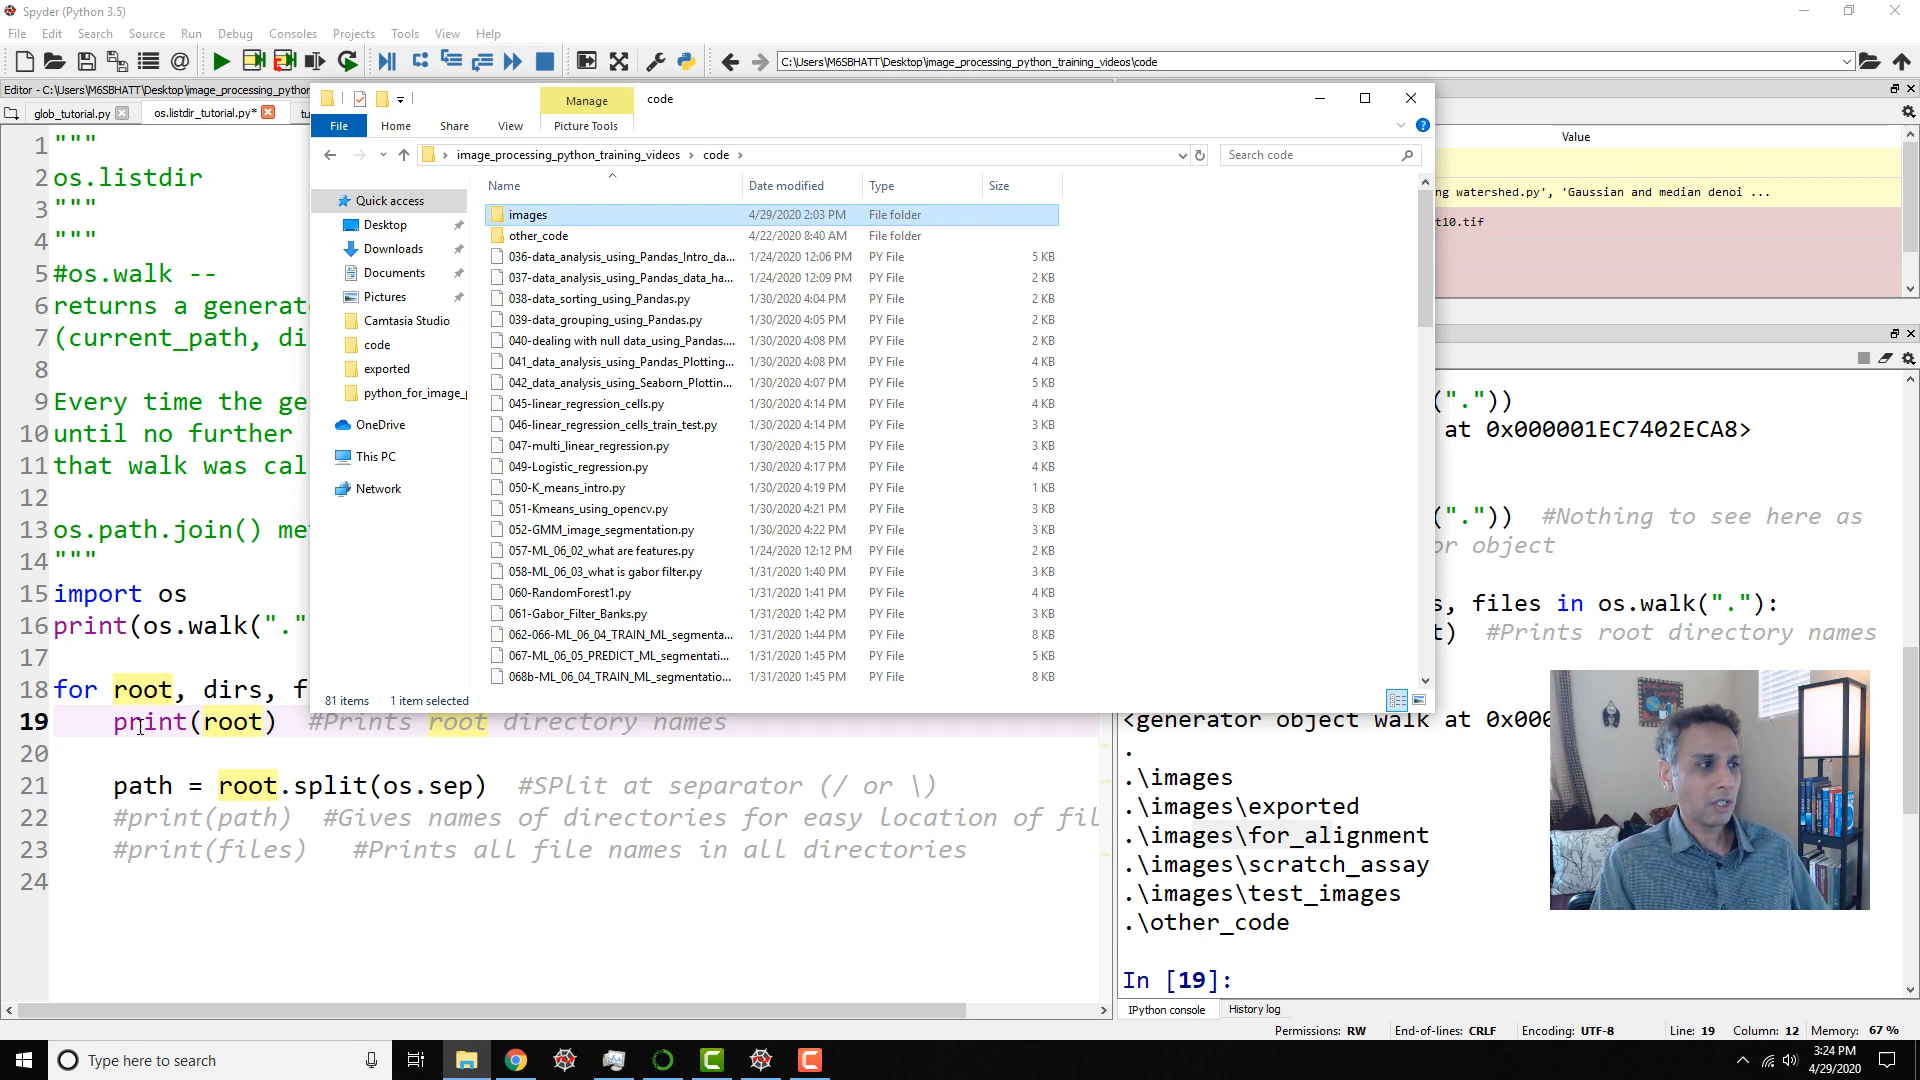 Spyder (Python 3.5)
File Edit Search Source Run Debug Consoles Projects Tools View Help
C:\Users\M6SBHATT\Desktop\image_processing_python_training_videos\code
Editor - C:\Users\M6SBHATT\Desktop\image_processing_python
glob_tutorial.py
os.listdir_tutorial.py*
tu
1 """
2 os.listdir
3 """
4 """
5 #os.walk --
6 returns a generat
7 (current_path, di
8
9 Every time the ge
10 until no further
11 that walk was cal
12
13 os.path.join() me
14 """
15 import os
16 print(os.walk("."
17
18 for root, dirs, f
19 print(root) #Prints root directory names
20
21 path = root.split(os.sep) #SPlit at separator (/ or \)
22 #print(path) #Gives names of directories for easy location of fil
23 #print(files) #Prints all file names in all directories
24
Manage code
File Home Share View Picture Tools
image_processing_python_training_videos code
Search code
Name Date modified Type Size
Quick access
Desktop
Downloads
Documents
Pictures
Camtasia Studio
code
exported
python_for_image_p
OneDrive
This PC
Network
images 4/29/2020 2:03 PM File folder
other_code 4/22/2020 8:40 AM File folder
036-data_analysis_using_Pandas_Intro_da... 1/24/2020 12:06 PM PY File 5 KB
037-data_analysis_using_Pandas_data_ha... 1/24/2020 12:09 PM PY File 2 KB
038-data_sorting_using_Pandas.py 1/30/2020 4:04 PM PY File 2 KB
039-data_grouping_using_Pandas.py 1/30/2020 4:05 PM PY File 2 KB
040-dealing with null data_using_Pandas.... 1/30/2020 4:08 PM PY File 2 KB
041_data_analysis_using_Pandas_Plotting... 1/30/2020 4:08 PM PY File 4 KB
042_data_analysis_using_Seaborn_Plottin... 1/30/2020 4:07 PM PY File 5 KB
045-linear_regression_cells.py 1/30/2020 4:14 PM PY File 4 KB
046-linear_regression_cells_train_test.py 1/30/2020 4:14 PM PY File 3 KB
047-multi_linear_regression.py 1/30/2020 4:15 PM PY File 3 KB
049-Logistic_regression.py 1/30/2020 4:17 PM PY File 4 KB
050-K_means_intro.py 1/30/2020 4:19 PM PY File 1 KB
051-Kmeans_using_opencv.py 1/30/2020 4:21 PM PY File 3 KB
052-GMM_image_segmentation.py 1/30/2020 4:22 PM PY File 3 KB
057-ML_06_02_what are features.py 1/24/2020 12:12 PM PY File 2 KB
058-ML_06_03_what is gabor filter.py 1/31/2020 1:40 PM PY File 3 KB
060-RandomForest1.py 1/31/2020 1:41 PM PY File 4 KB
061-Gabor_Filter_Banks.py 1/31/2020 1:42 PM PY File 3 KB
062-066-ML_06_04_TRAIN_ML_segmenta... 1/31/2020 1:44 PM PY File 8 KB
067-ML_06_05_PREDICT_ML_segmentati... 1/31/2020 1:45 PM PY File 5 KB
068b-ML_06_04_TRAIN_ML_segmentatio... 1/31/2020 1:45 PM PY File 8 KB
81 items 1 item selected
Value
ng watershed.py', 'Gaussian and median denoi ...
t10.tif
("."))
at 0x000001EC7402ECA8>
(".")) #Nothing to see here as
or object
s, files in os.walk("."):
t) #Prints root directory names
<generator object walk at 0x000
.
.\images
.\images\exported
.\images\for_alignment
.\images\scratch_assay
.\images\test_images
.\other_code
In [19]:
IPython console History log
Permissions: RW End-of-lines: CRLF Encoding: UTF-8 Line: 19 Column: 12 Memory: 67 %
Type here to search
3:24 PM
4/29/2020